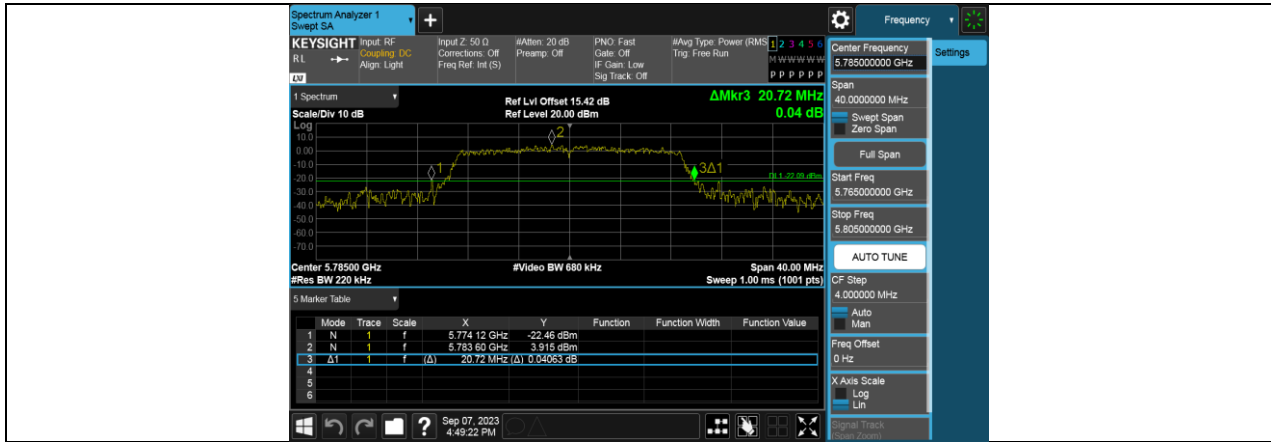 Spectrum Analyzer 1
Swept SA
+
Frequency
KEYSIGHT
Input: RF
Coupling: DC
Align: Light
Input Z: 50 Ω
Corrections: Off
Freq Ref: Int (S)
#Atten: 20 dB
Preamp: Off
PNO: Fast
Gate: Off
IF Gain: Low
Sig Track: Off
#Avg Type: Power (RMS
Trig: Free Run
1 2 3 4 5 6
M W W W W W
P P P P P P
R L
LXI
1 Spectrum
Scale/Div 10 dB
Ref Lvl Offset 15.42 dB
Ref Level 20.00 dBm
ΔMkr3 20.72 MHz
0.04 dB
Log
10.0
0.00
-10.0
-20.0
-30.0
-40.0
-50.0
-60.0
-70.0
1
2
3Δ1
DL1 -22.09 dBm
Center 5.78500 GHz
#Res BW 220 kHz
#Video BW 680 kHz
Span 40.00 MHz
Sweep 1.00 ms (1001 pts)
5 Marker Table
Mode Trace Scale X Y Function Function Width Function Value
1 N 1 f 5.774 12 GHz -22.46 dBm
2 N 1 f 5.783 60 GHz 3.915 dBm
3 Δ1 1 f (Δ) 20.72 MHz (Δ) 0.04063 dB
4
5
6
?
Sep 07, 2023
4:49:22 PM
Center Frequency
5.785000000 GHz
Settings
Span
40.0000000 MHz
Swept Span
Zero Span
Full Span
Start Freq
5.765000000 GHz
Stop Freq
5.805000000 GHz
AUTO TUNE
CF Step
4.000000 MHz
Auto
Man
Freq Offset
0 Hz
X Axis Scale
Log
Lin
Signal Track
(Span Zoom)